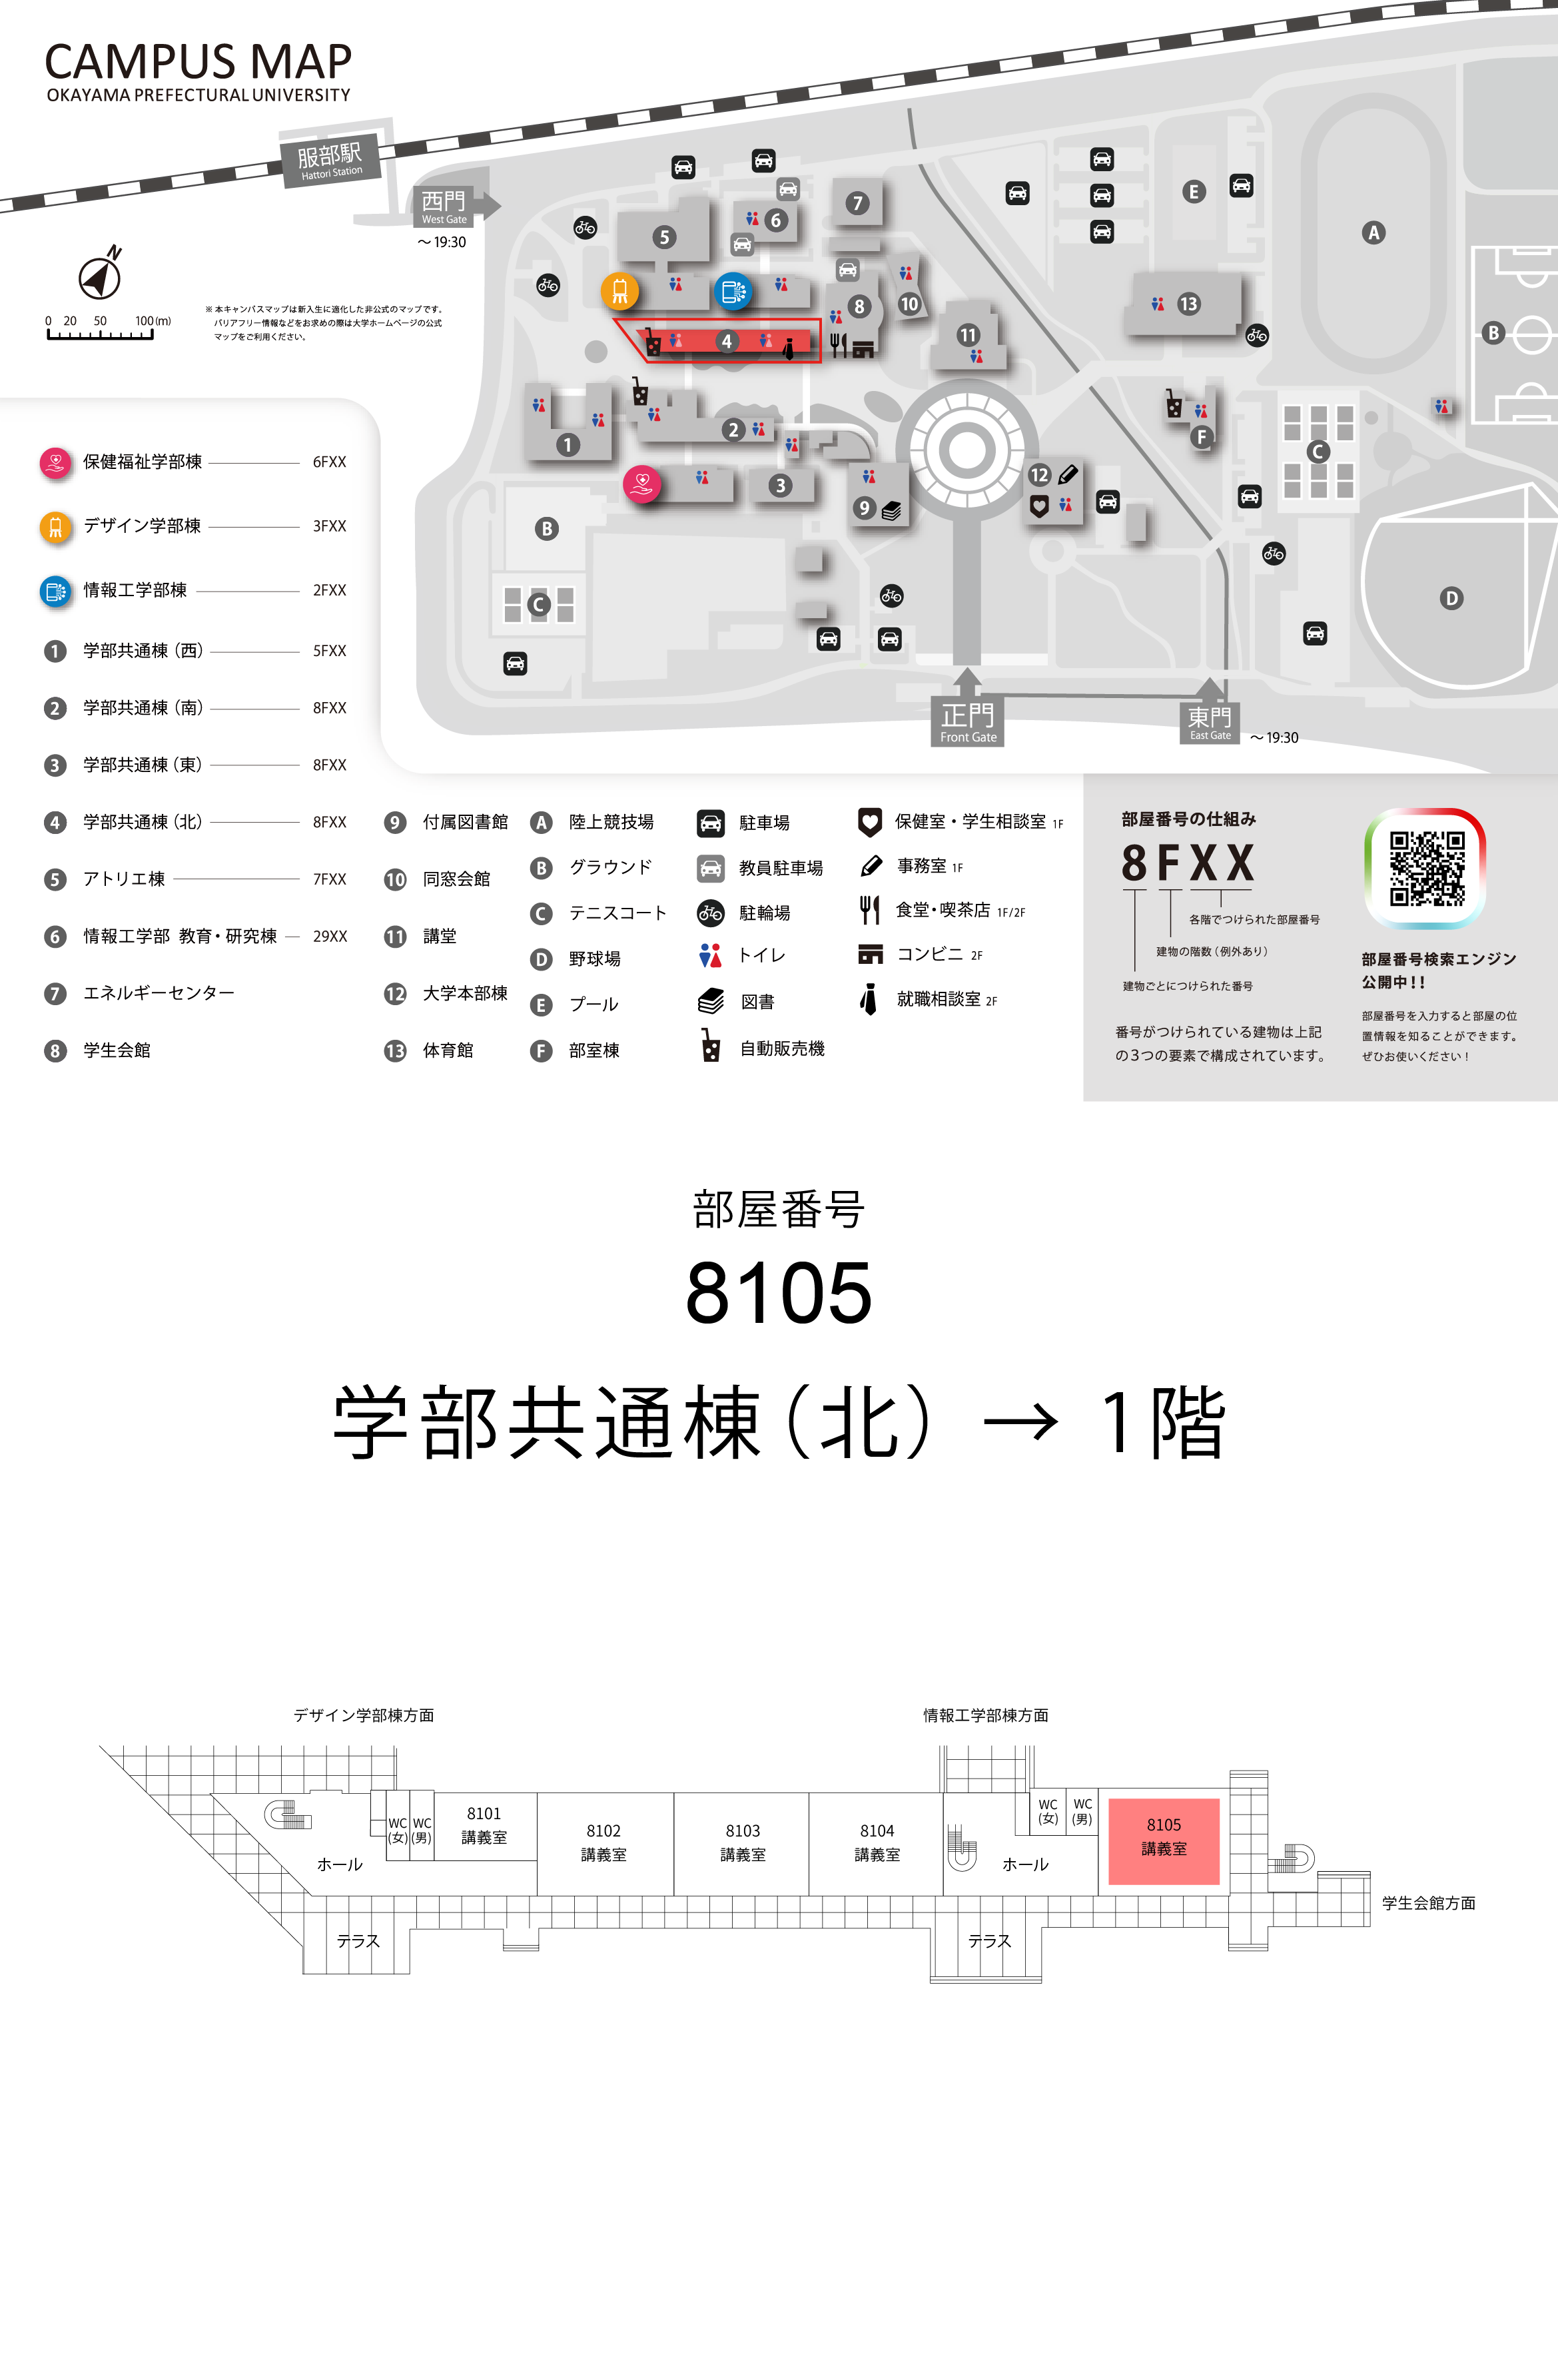 CAMPUS MAP
OKAYAMA PREFECTURAL UNIVERSITY
服部駅
Hattori Station
西門
West Gate
～19:30
N
0 20 50 100(m)
※ 本キャンパスマップは新入生に適化した非公式のマップです。
バリアフリー情報などをお求めの際は大学ホームページの公式
マップをご利用ください。
5
6
7
8
10
11
4
13
E
A
B
1
2
3
9
12
F
C
B
C
D
正門
Front Gate
東門
East Gate
～19:30
保健福祉学部棟 6FXX
デザイン学部棟 3FXX
情報工学部棟 2FXX
1 学部共通棟（西） 5FXX
2 学部共通棟（南） 8FXX
3 学部共通棟（東） 8FXX
4 学部共通棟（北） 8FXX
5 アトリエ棟 7FXX
6 情報工学部 教育・研究棟 29XX
7 エネルギーセンター
8 学生会館
9 付属図書館
10 同窓会館
11 講堂
12 大学本部棟
13 体育館
A 陸上競技場
B グラウンド
C テニスコート
D 野球場
E プール
F 部室棟
駐車場
教員駐車場
駐輪場
トイレ
図書
自動販売機
保健室・学生相談室 1F
事務室 1F
食堂・喫茶店 1F/2F
コンビニ 2F
就職相談室 2F
部屋番号の仕組み
8FXX
各階でつけられた部屋番号
建物の階数（例外あり）
建物ごとにつけられた番号
番号がつけられている建物は上記
の３つの要素で構成されています。
部屋番号検索エンジン
公開中！！
部屋番号を入力すると部屋の位
置情報を知ることができます。
ぜひお使いください！
部屋番号
8105
学部共通棟（北） → 1階
デザイン学部棟方面
情報工学部棟方面
WC
(女)
WC
(男)
8101
講義室
8102
講義室
8103
講義室
8104
講義室
WC
(女)
WC
(男)
8105
講義室
ホール
ホール
学生会館方面
テラス
テラス